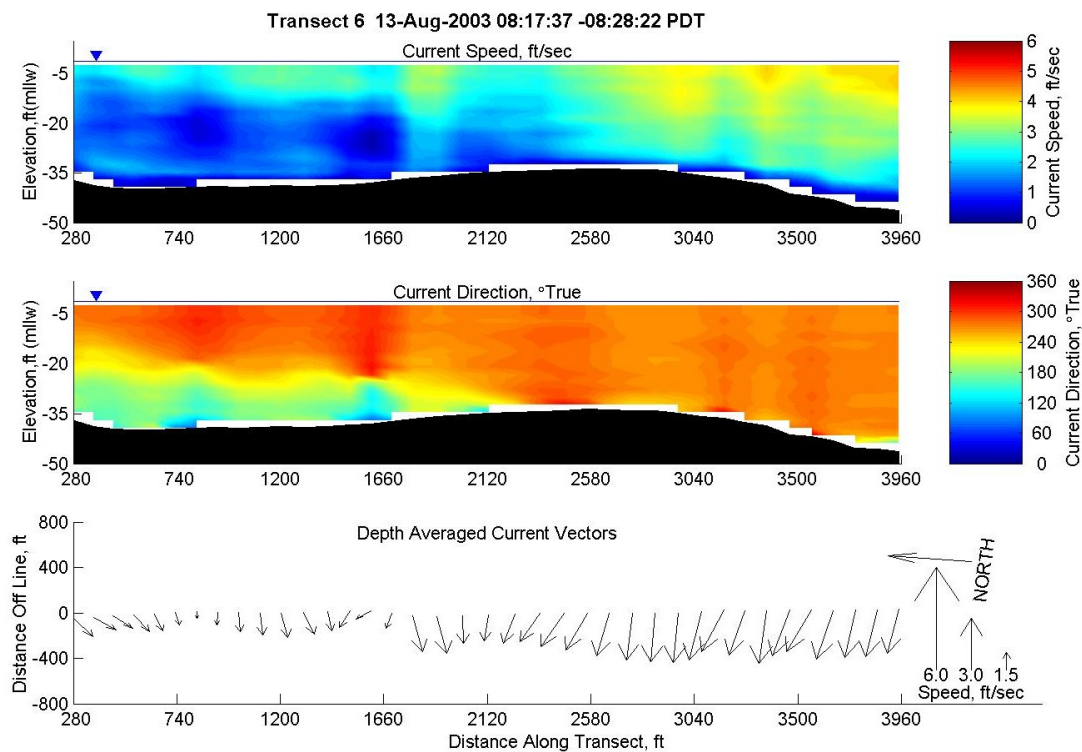 Transect 6 13-Aug-2003 08:17:37 -08:28:22 PDT
Current Speed, ft/sec
Elevation,ft(mllw)
-5
-20
-35
-50
280 740 1200 1660 2120 2580 3040 3500 3960
6
5
4
3
2
1
0
Current Speed, ft/sec
Current Direction, °True
Elevation,ft (mllw)
-5
-20
-35
-50
280 740 1200 1660 2120 2580 3040 3500 3960
360
300
240
180
120
60
0
Current Direction, °True
Depth Averaged Current Vectors
Distance Off Line, ft
800
400
0
-400
-800
280 740 1200 1660 2120 2580 3040 3500 3960
Distance Along Transect, ft
NORTH
6.0 3.0 1.5
Speed, ft/sec